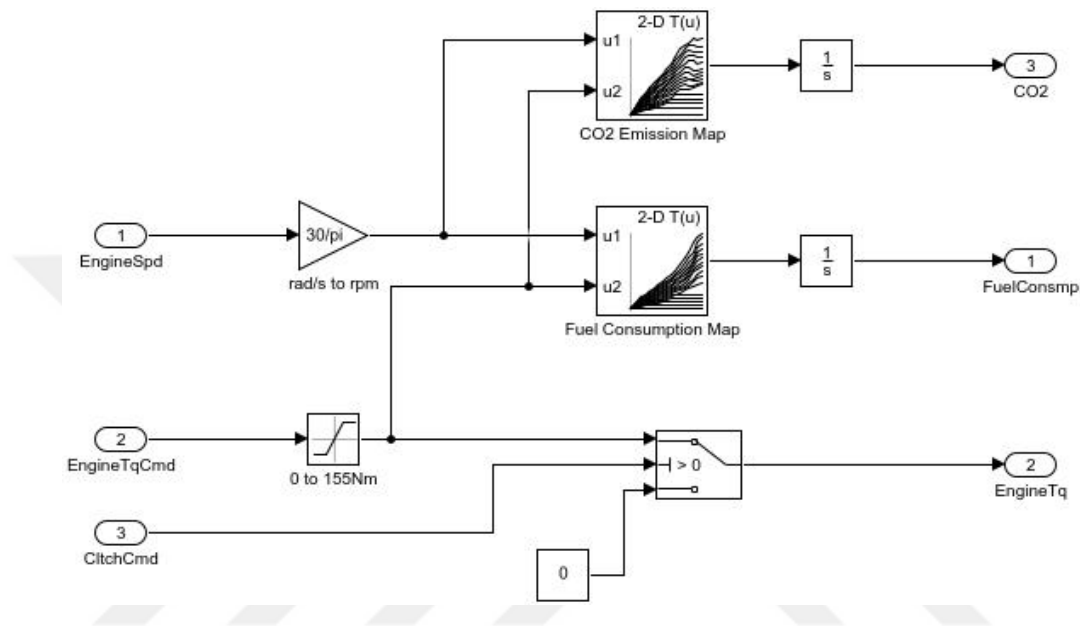 2-D T(u)
u1
u2
CO2 Emission Map
1
s
3
CO2
1
EngineSpd
30/pi
rad/s to rpm
2-D T(u)
u1
u2
Fuel Consumption Map
1
s
1
FuelConsmp
2
EngineTqCmd
0 to 155Nm
> 0
2
EngineTq
3
CltchCmd
0